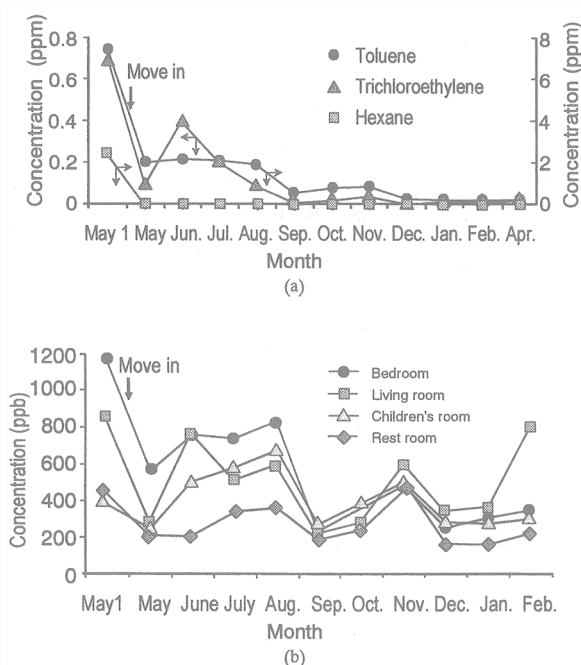 0.8
0.6
0.4
0.2
0
Concentration (ppm)
8
6
4
2
0
Concentration (ppm)
Move in
Toluene
Trichloroethylene
Hexane
May 1 May Jun. Jul. Aug. Sep. Oct. Nov. Dec. Jan. Feb. Apr.
Month
(a)
1200
1000
800
600
400
200
0
Concentration (ppb)
Move in
Bedroom
Living room
Children's room
Rest room
May1 May June July Aug. Sep. Oct. Nov. Dec. Jan. Feb.
Month
(b)